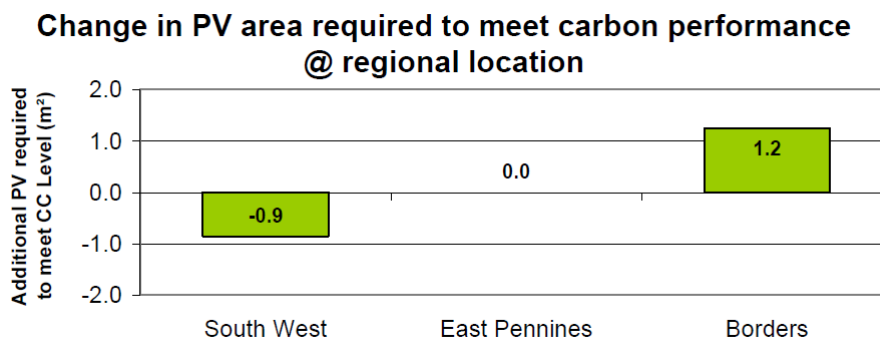 Change in PV area required to meet carbon performance
@ regional location
Additional PV required
to meet CC Level (m²)
2.0
1.0
0.0
-1.0
-2.0
-0.9
0.0
1.2
South West
East Pennines
Borders